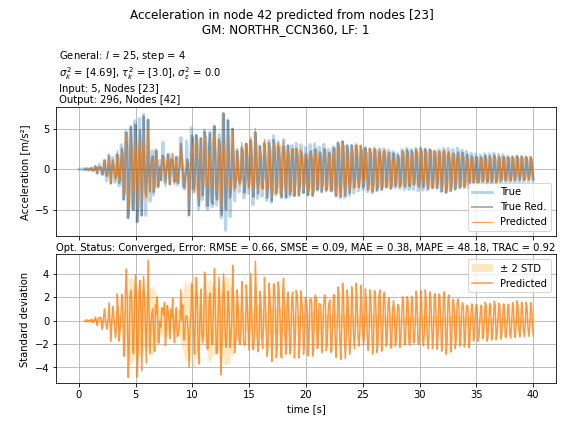 Acceleration in node 42 predicted from nodes [23]
GM: NORTHR_CCN360, LF: 1
General: l = 25, step = 4
σ²ₖ = [4.69], τ²ₖ = [3.0], σ²ε = 0.0
Input: 5, Nodes [23]
Output: 296, Nodes [42]
Acceleration [m/s²]
5
0
−5
True
True Red.
Predicted
Opt. Status: Converged, Error: RMSE = 0.66, SMSE = 0.09, MAE = 0.38, MAPE = 48.18, TRAC = 0.92
Standard deviation
4
2
0
−2
−4
± 2 STD
Predicted
0 5 10 15 20 25 30 35 40
time [s]